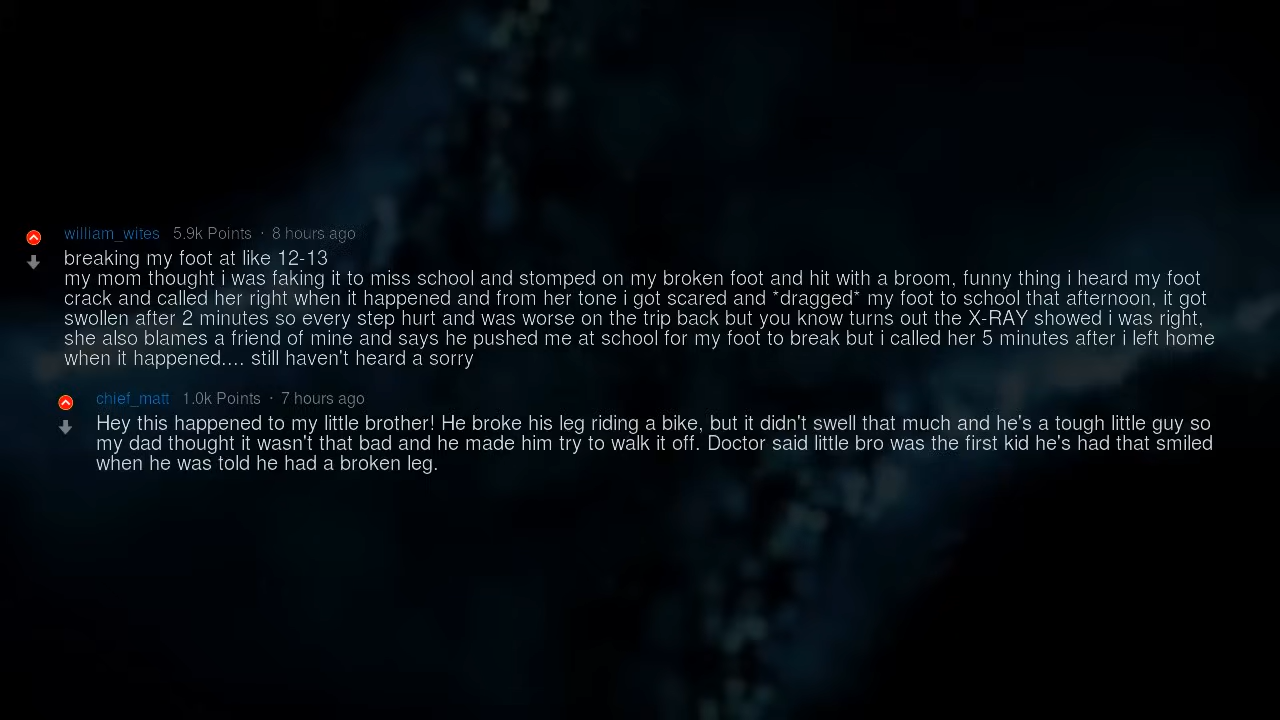 william_wites 5.9k Points · 8 hours ago
breaking my foot at like 12-13
my mom thought i was faking it to miss school and stomped on my broken foot and hit with a broom, funny thing i heard my foot
crack and called her right when it happened and from her tone i got scared and *dragged* my foot to school that afternoon, it got
swollen after 2 minutes so every step hurt and was worse on the trip back but you know turns out the X-RAY showed i was right,
she also blames a friend of mine and says he pushed me at school for my foot to break but i called her 5 minutes after i left home
when it happened.... still haven't heard a sorry
chief_matt 1.0k Points · 7 hours ago
Hey this happened to my little brother! He broke his leg riding a bike, but it didn't swell that much and he's a tough little guy so
my dad thought it wasn't that bad and he made him try to walk it off. Doctor said little bro was the first kid he's had that smiled
when he was told he had a broken leg.